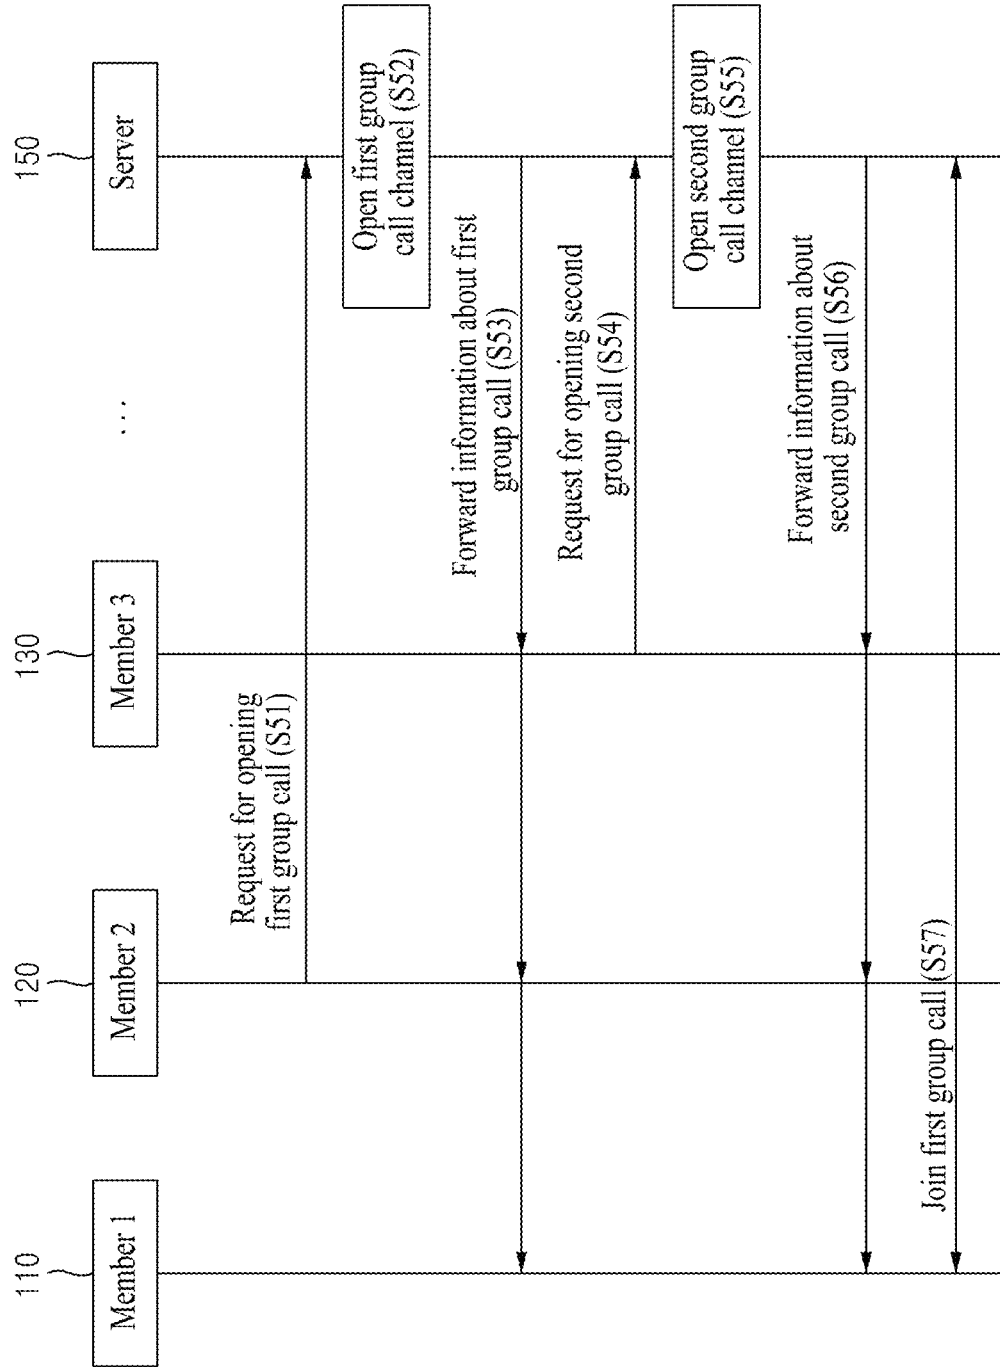 110
120
130
150
Member 1
Member 2
Member 3
...
Server
Request for opening
first group call (S51)
Open first group
call channel (S52)
Forward information about first
group call (S53)
Request for opening second
group call (S54)
Open second group
call channel (S55)
Forward information about
second group call (S56)
Join first group call (S57)